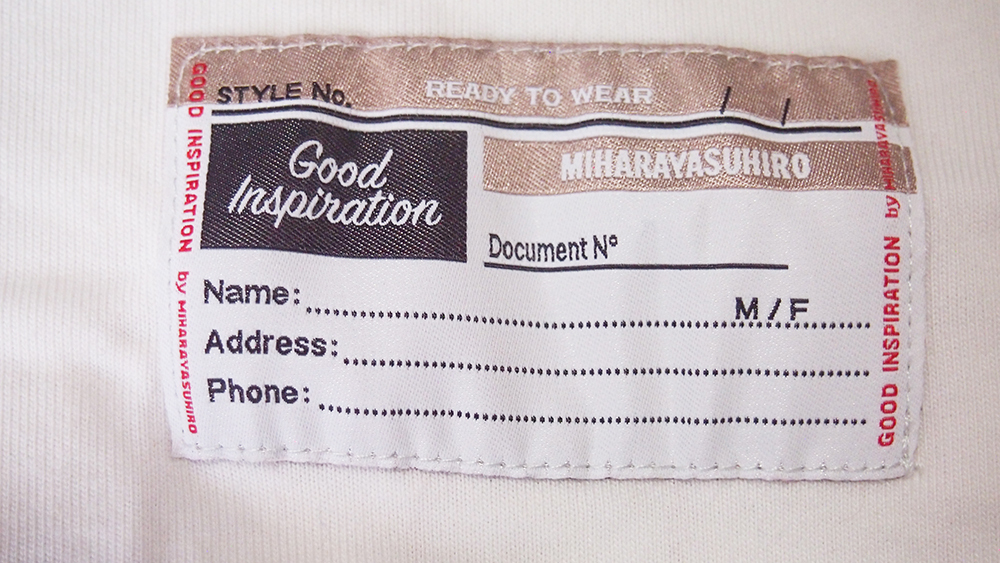 STYLE No. READY TO WEAR / /
Good
Inspiration
MIHARAYASUHIRO
Document Nº
Name: M / F
Address:
Phone:
GOOD INSPIRATION by MIHARAYASUHIRO
GOOD INSPIRATION by MIHARAYASUHIRO